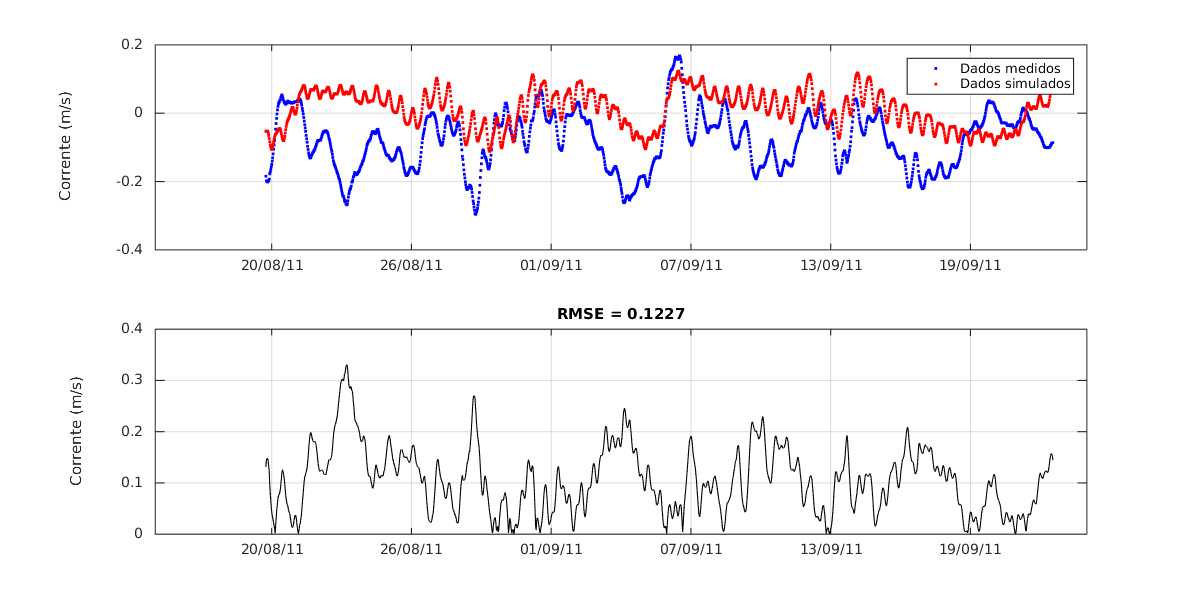 0.2
0
-0.2
-0.4
Corrente (m/s)
Dados medidos
Dados simulados
20/08/11 26/08/11 01/09/11 07/09/11 13/09/11 19/09/11
RMSE = 0.1227
0.4
0.3
0.2
0.1
0
Corrente (m/s)
20/08/11 26/08/11 01/09/11 07/09/11 13/09/11 19/09/11